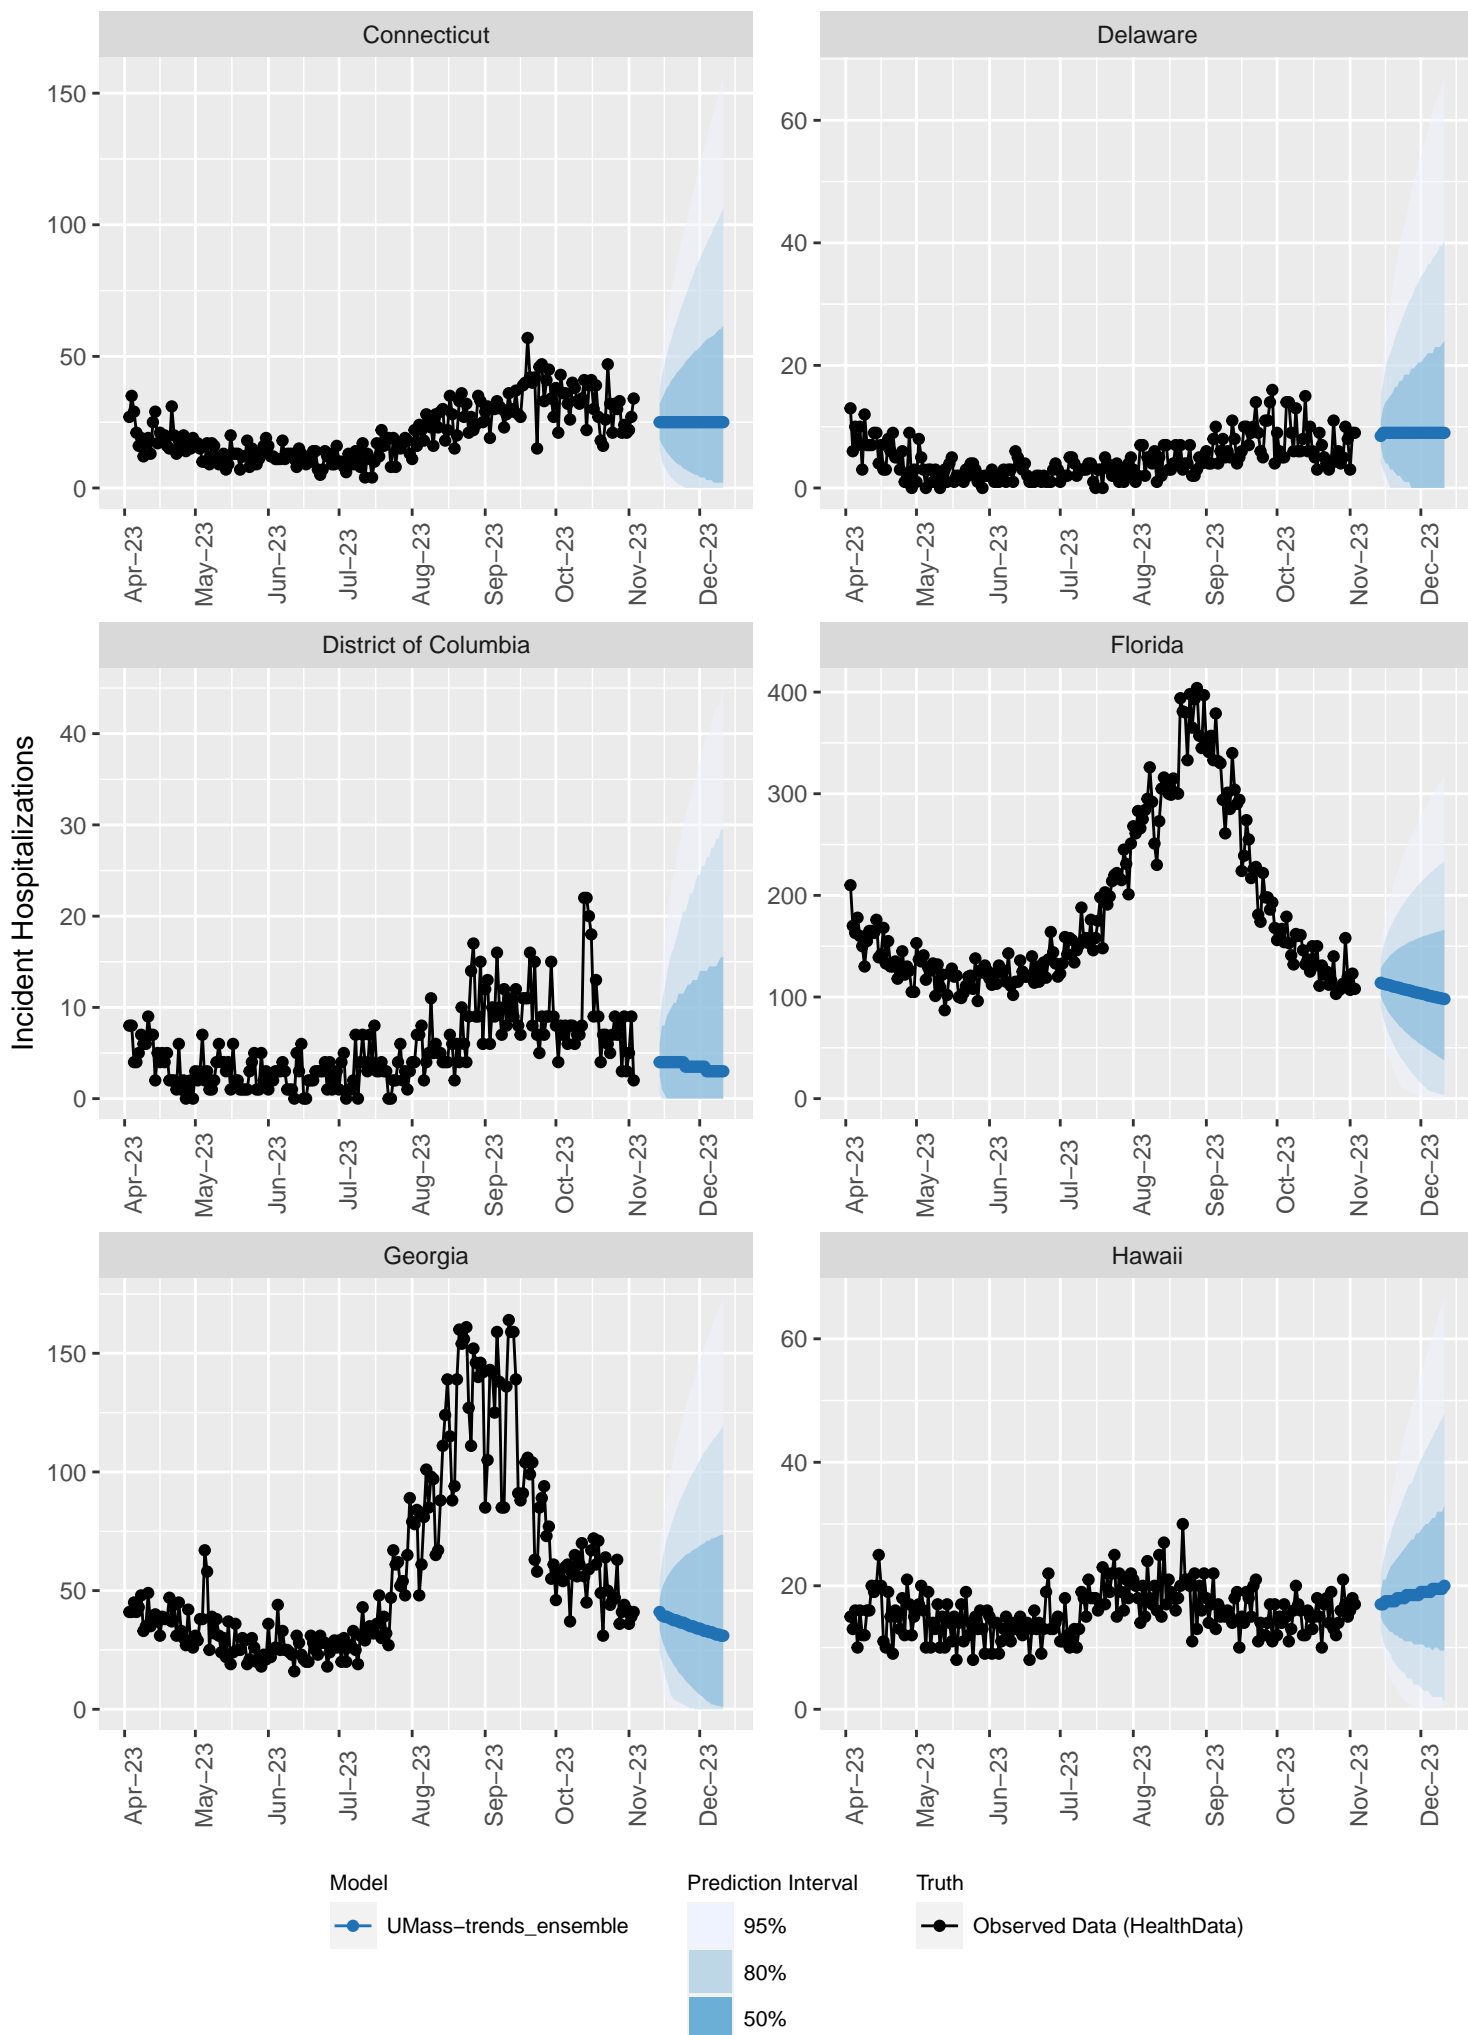 Connecticut
Delaware
150
100
50
0
60
40
20
0
Apr−23 May−23 Jun−23 Jul−23 Aug−23 Sep−23 Oct−23 Nov−23 Dec−23
Apr−23 May−23 Jun−23 Jul−23 Aug−23 Sep−23 Oct−23 Nov−23 Dec−23
Incident Hospitalizations
District of Columbia
Florida
40
30
20
10
0
400
300
200
100
0
Apr−23 May−23 Jun−23 Jul−23 Aug−23 Sep−23 Oct−23 Nov−23 Dec−23
Apr−23 May−23 Jun−23 Jul−23 Aug−23 Sep−23 Oct−23 Nov−23 Dec−23
Georgia
Hawaii
150
100
50
0
60
40
20
0
Apr−23 May−23 Jun−23 Jul−23 Aug−23 Sep−23 Oct−23 Nov−23 Dec−23
Apr−23 May−23 Jun−23 Jul−23 Aug−23 Sep−23 Oct−23 Nov−23 Dec−23
Model
UMass−trends_ensemble
Prediction Interval
95%
80%
50%
Truth
Observed Data (HealthData)